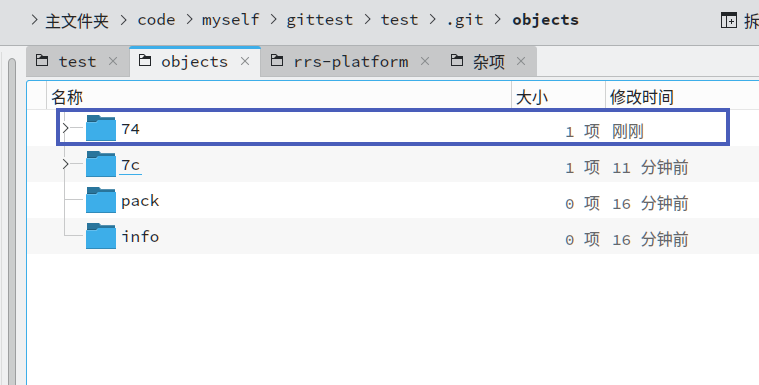 主文件夹 code myself gittest test .git objects 拆
test objects rrs-platform 杂项
名称 大小 修改时间
74 1 项 刚刚
7c 1 项 11 分钟前
pack 0 项 16 分钟前
info 0 项 16 分钟前